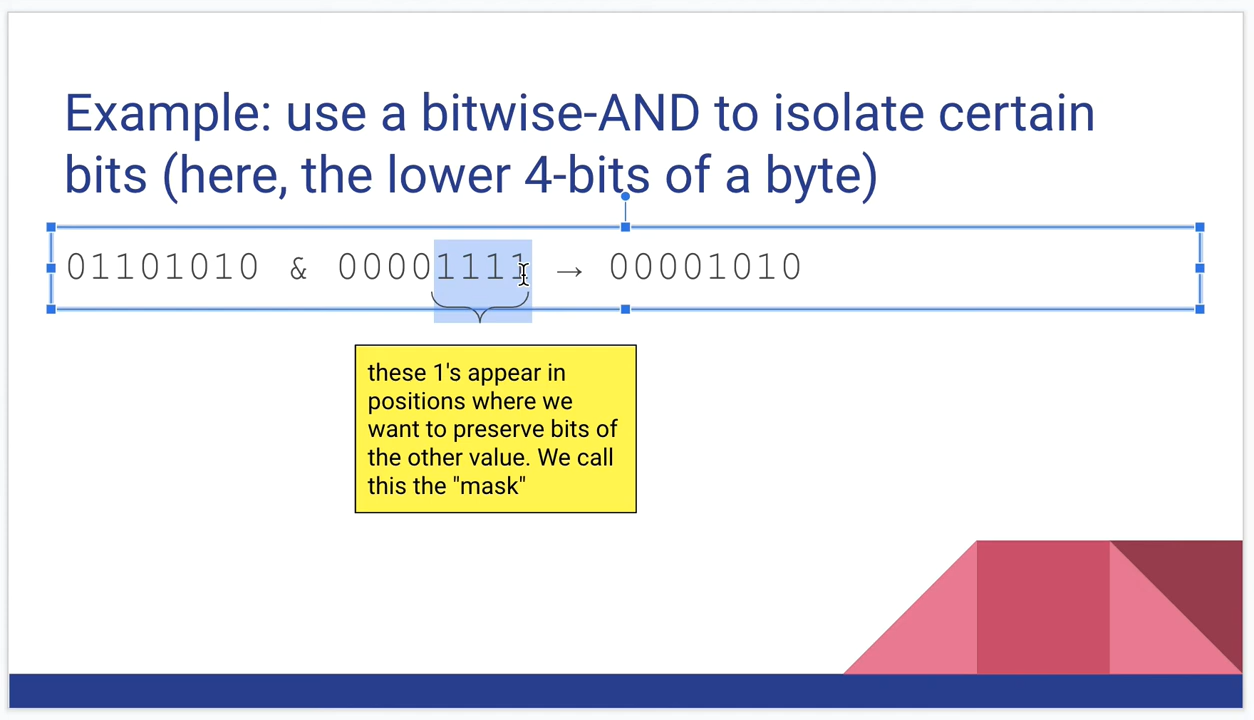 Example: use a bitwise-AND to isolate certain
bits (here, the lower 4-bits of a byte)
01101010 & 00001111 → 00001010
these 1's appear in
positions where we
want to preserve bits of
the other value. We call
this the "mask"